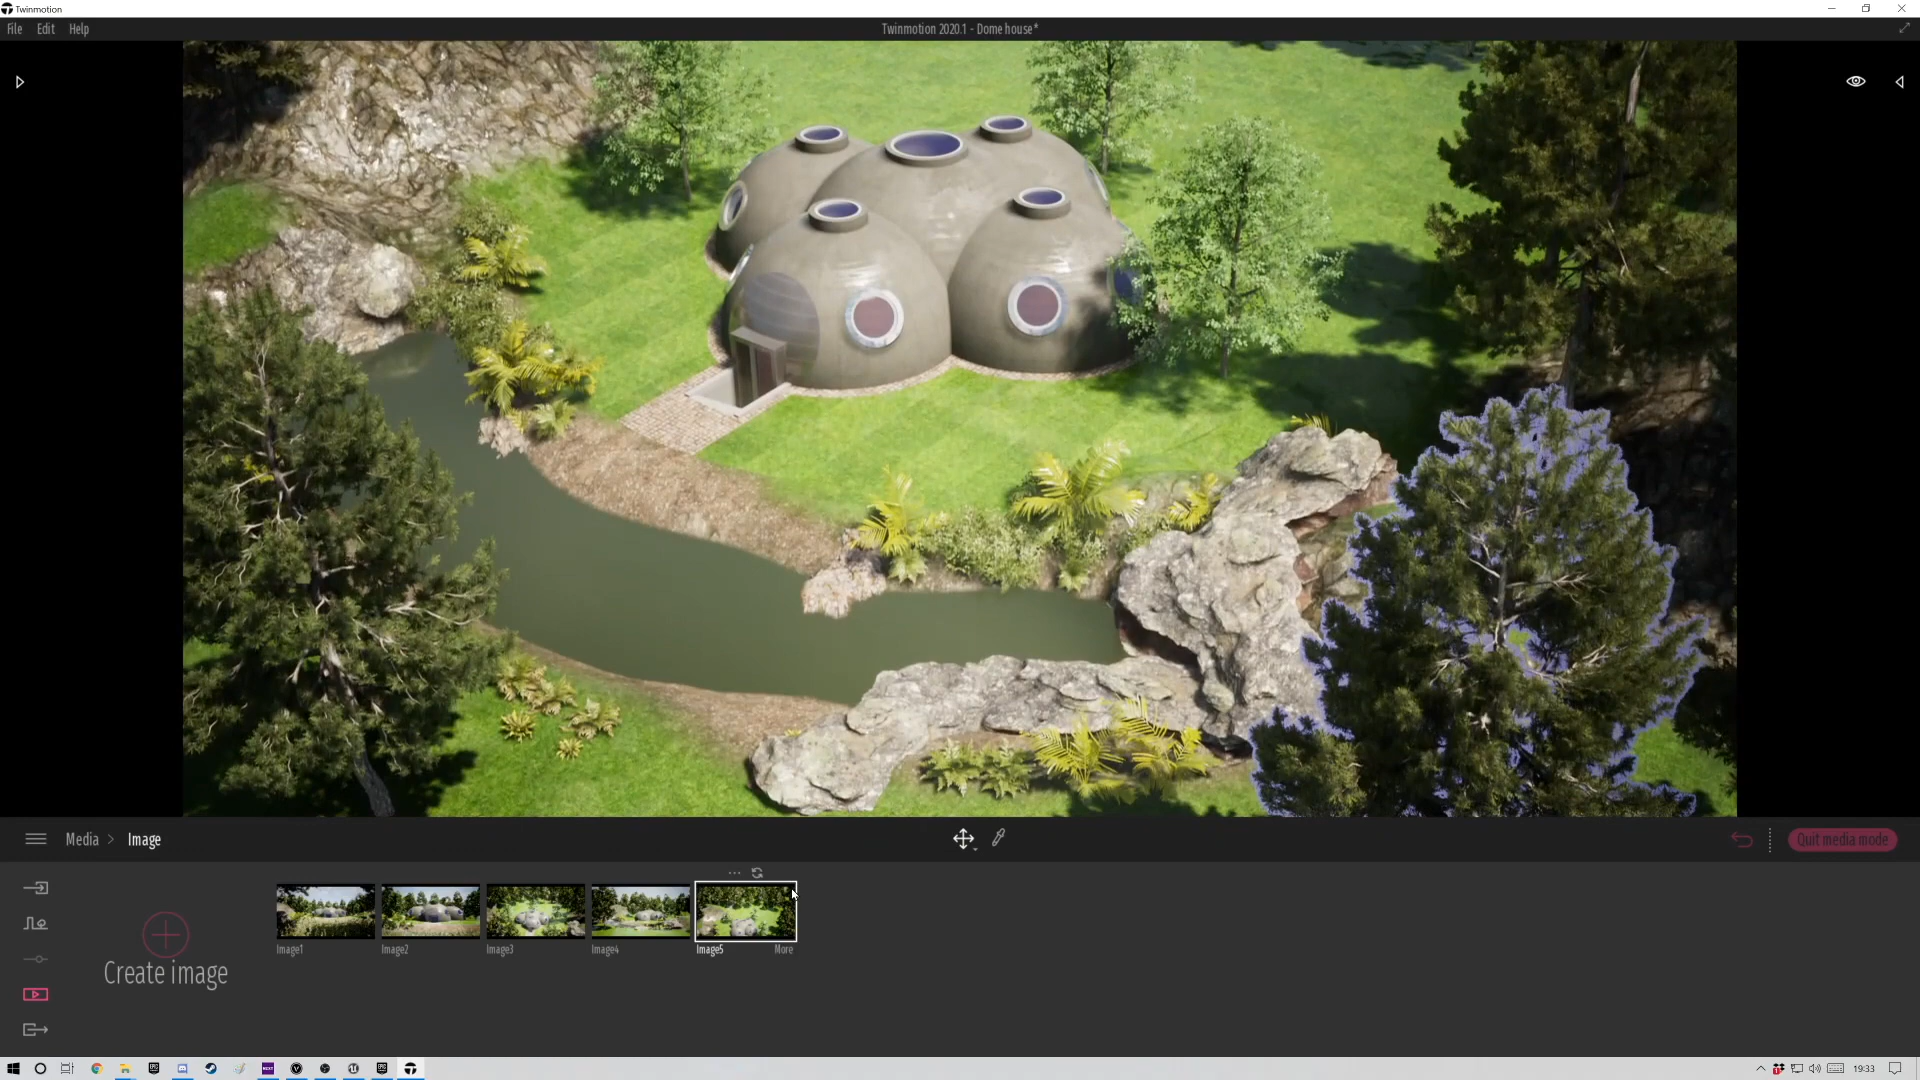 Twinmotion
File Edit Help
Twinmotion 2020.1 - Dome house*
Media > Image
Quit media mode
Create image
Image1
Image2
Image3
Image4
Image5
More
19:33